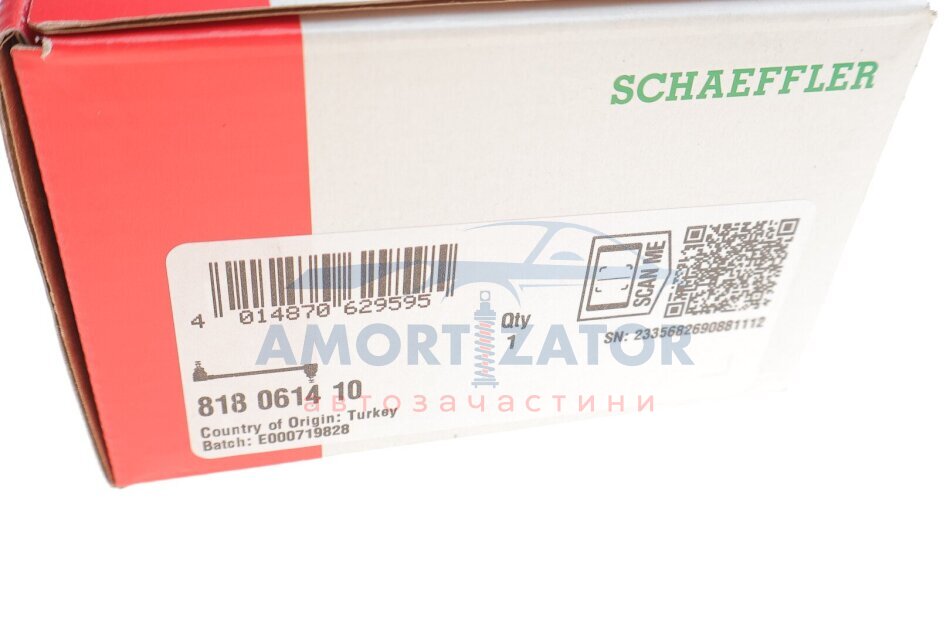 SCHAEFFLER
SCAN ME
4 014870 629595
Qty
1
SN: 2335682690881112
AMORTIZATOR
818 0614 10
автозачастини
Country of Origin: Turkey
Batch: E000719828